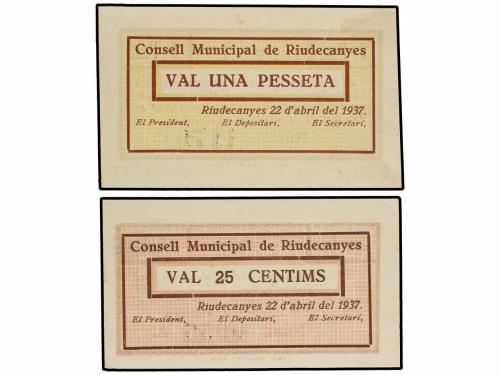 Consell Municipal de Riudecanyes
VAL UNA PESSETA
Riudecanyes 22 d'abril del 1937.
El President, El Depositari, El Secretari,
Consell Municipal de Riudecanyes
VAL 25 CENTIMS
Riudecanyes 22 d'abril del 1937.
El President, El Depositari, El Secretari,